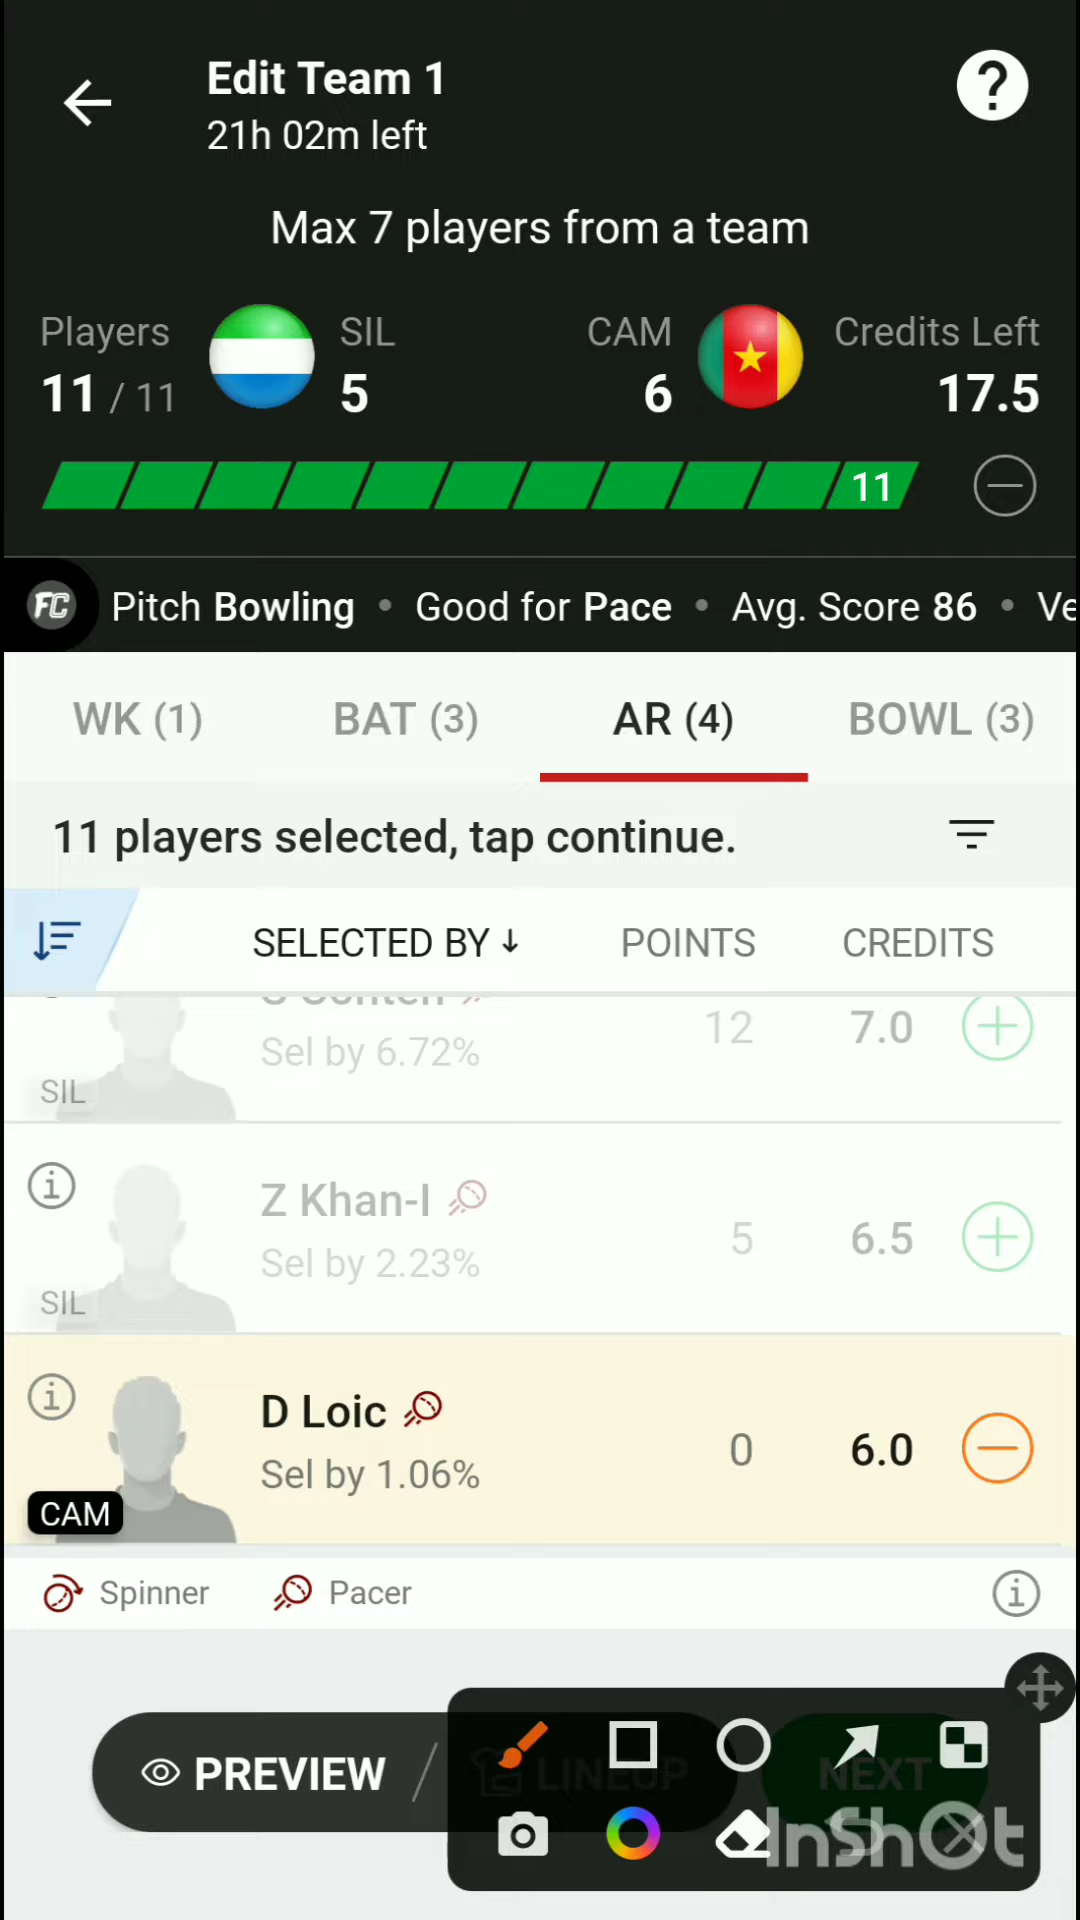 Edit Team 1
21h 02m left
Max 7 players from a team
Players SIL CAM Credits Left
11 / 11 5 6 17.5
11
FC Pitch Bowling • Good for Pace • Avg. Score 86 • Ve
WK (1) BAT (3) AR (4) BOWL (3)
11 players selected, tap continue.
SELECTED BY ↓ POINTS CREDITS
12 7.0
Sel by 6.72%
SIL
Z Khan-I
5 6.5
Sel by 2.23%
SIL
D Loic
0 6.0
Sel by 1.06%
CAM
Spinner Pacer
PREVIEW / LINEUP NEXT
InShot